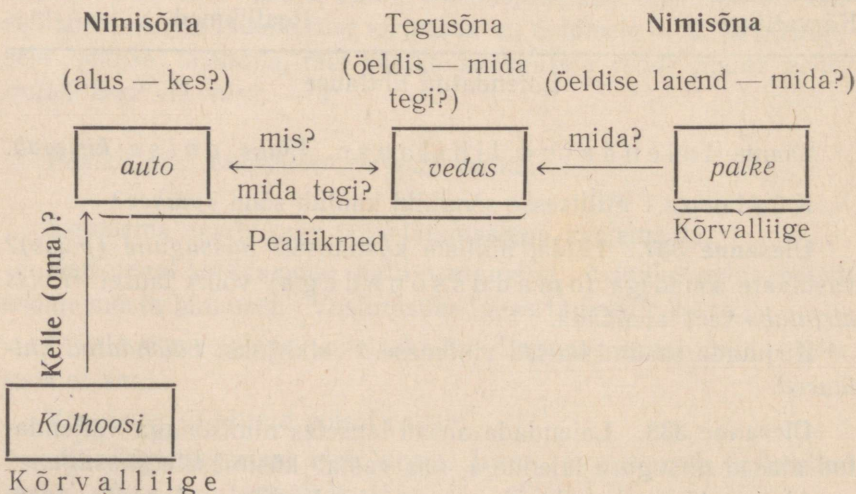 Nimisõna Tegusõna Nimisõna
(alus — kes?) (öeldis — mida tegi?) (öeldise laiend — mida?)
auto mis? mida tegi? vedas mida? palke
Pealiikmed Kõrvalliige
Kelle (oma)?
Kolhoosi
Kõrvalliige